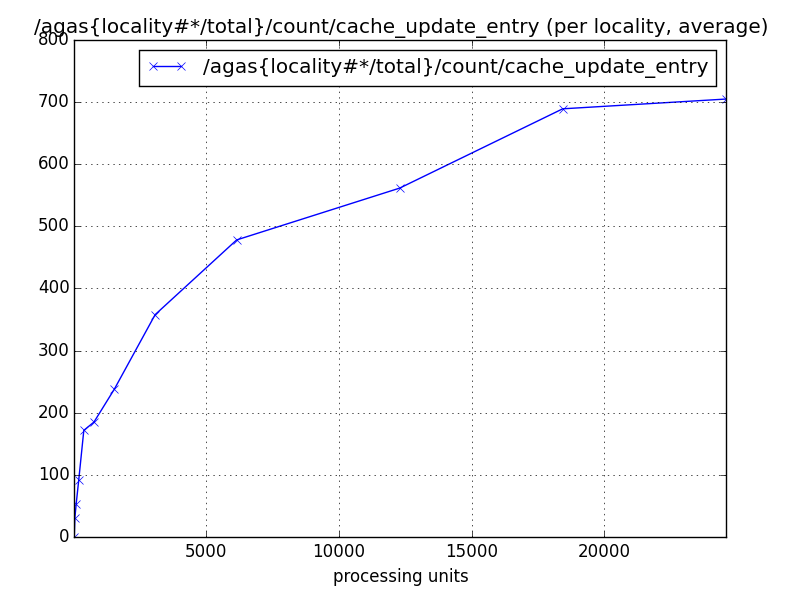 /agas{locality#*/total}/count/cache_update_entry (per locality, average)
/agas{locality#*/total}/count/cache_update_entry
800
700
600
500
400
300
200
100
0
5000 10000 15000 20000
processing units